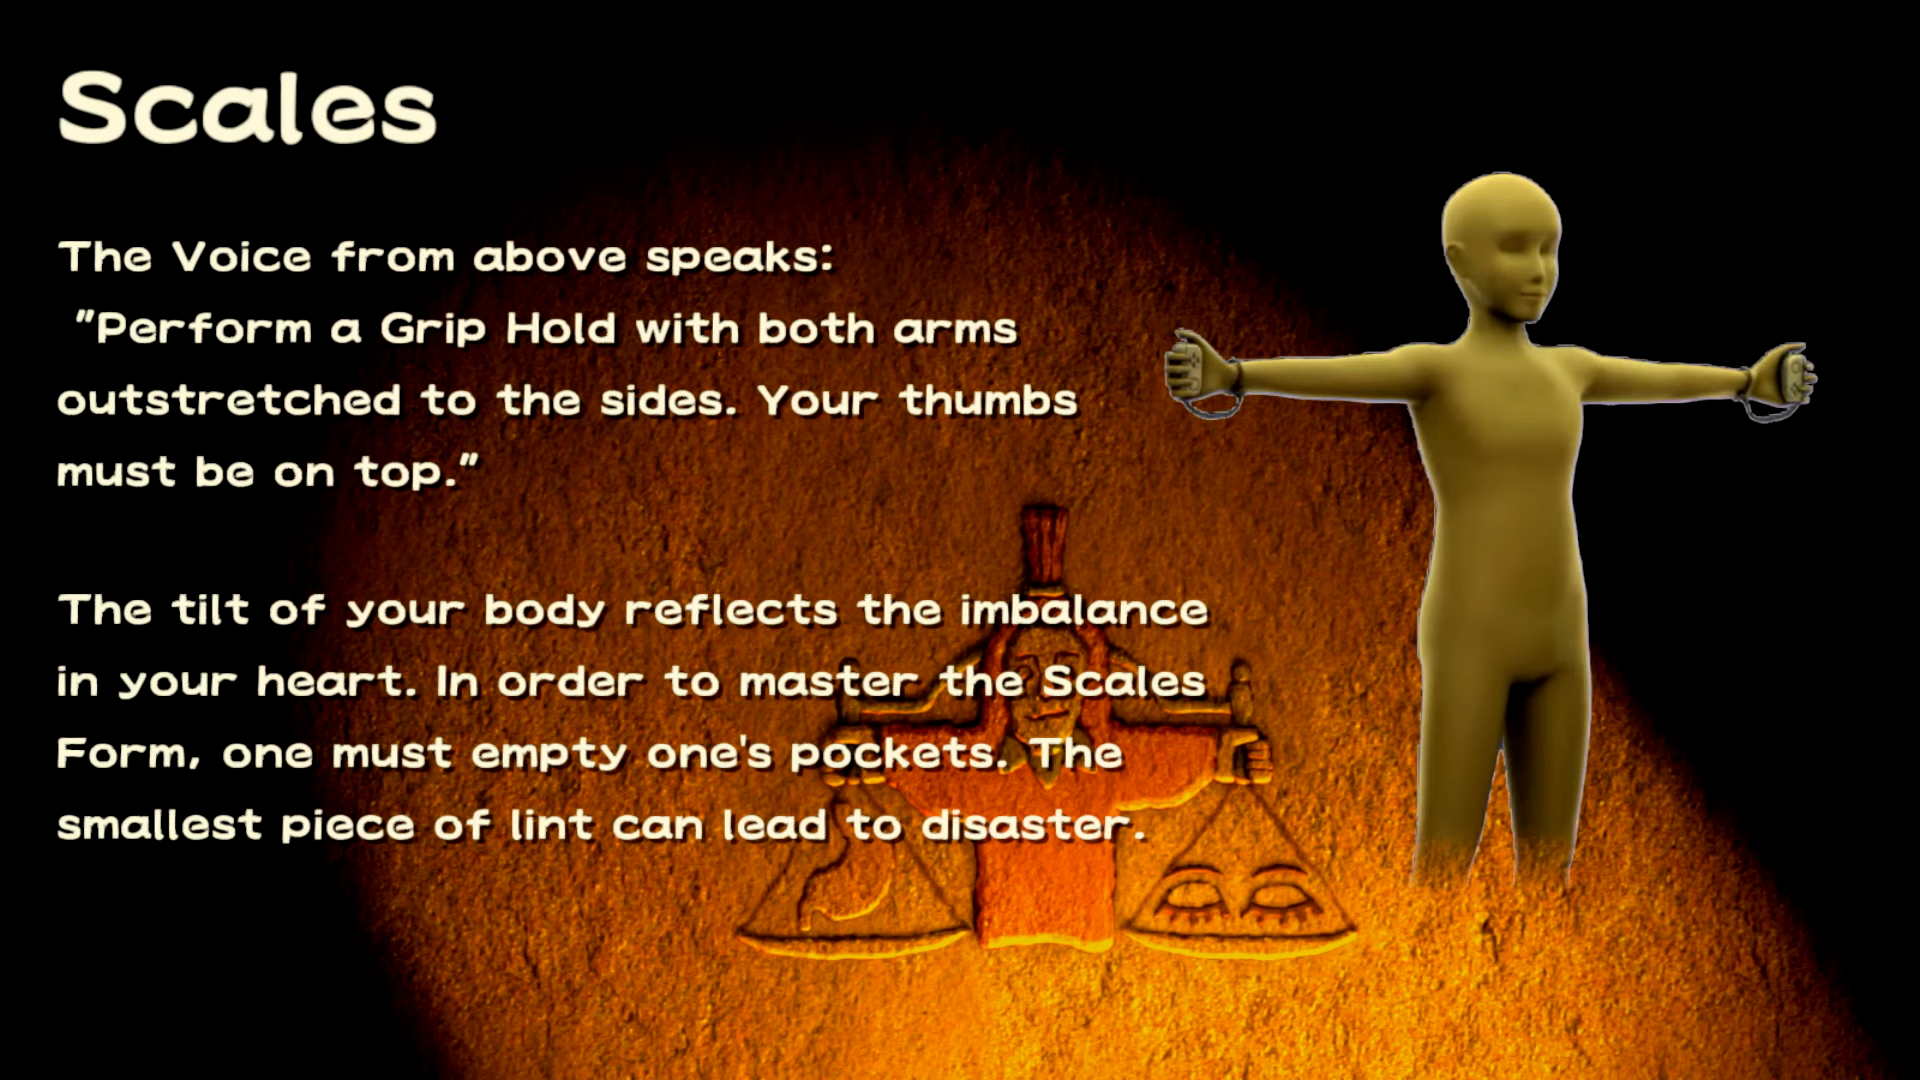 Scales
The Voice from above speaks:
"Perform a Grip Hold with both arms
outstretched to the sides. Your thumbs
must be on top."
The tilt of your body reflects the imbalance
in your heart. In order to master the Scales
Form, one must empty one's pockets. The
smallest piece of lint can lead to disaster.